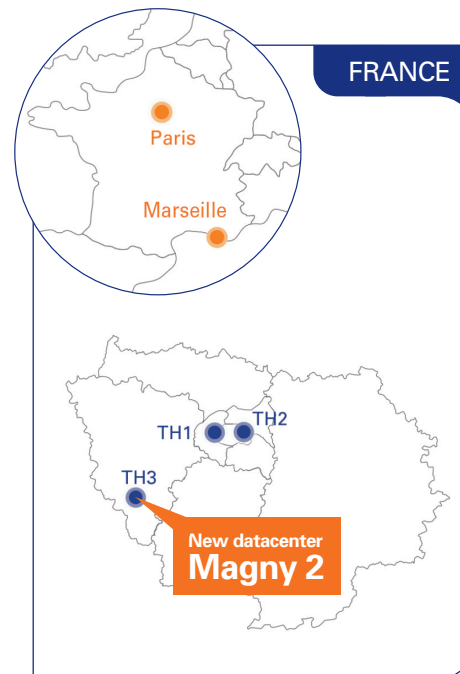 FRANCE
Paris
Marseille
TH1
TH2
TH3
New datacenter
Magny 2